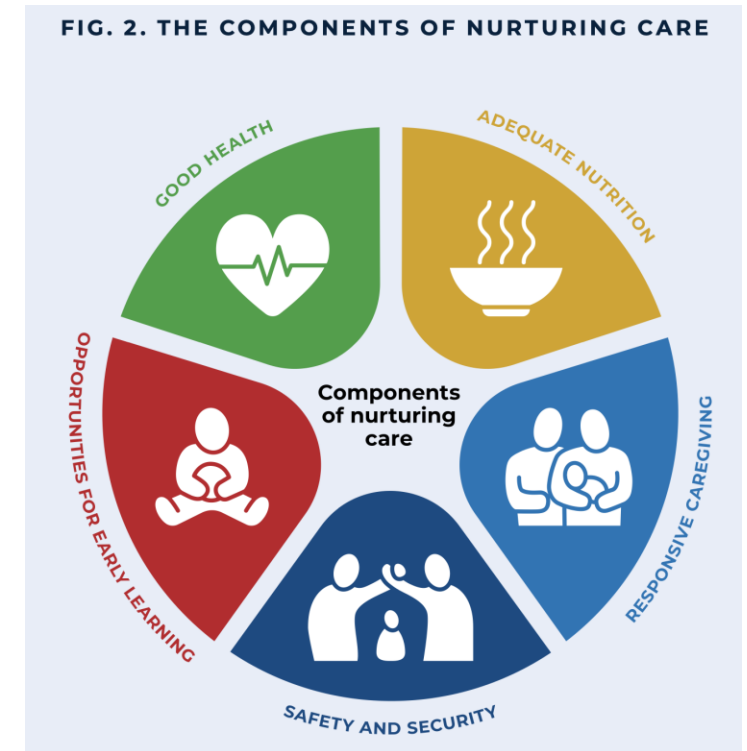 FIG. 2. THE COMPONENTS OF NURTURING CARE
GOOD HEALTH
ADEQUATE NUTRITION
OPPORTUNITIES FOR EARLY LEARNING
Components
of nurturing
care
RESPONSIVE CAREGIVING
SAFETY AND SECURITY